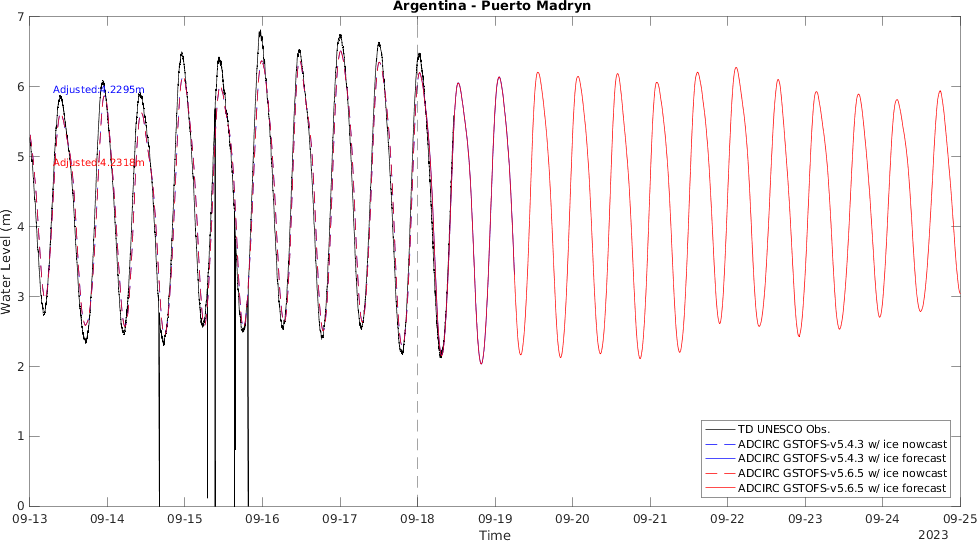 Argentina - Puerto Madryn
7
6
5
4
3
2
1
0
Water Level (m)
Adjusted:4.2295m
Adjusted:4.2318m
TD UNESCO Obs.
ADCIRC GSTOFS-v5.4.3 w/ ice nowcast
ADCIRC GSTOFS-v5.4.3 w/ ice forecast
ADCIRC GSTOFS-v5.6.5 w/ ice nowcast
ADCIRC GSTOFS-v5.6.5 w/ ice forecast
09-13 09-14 09-15 09-16 09-17 09-18 09-19 09-20 09-21 09-22 09-23 09-24 09-25
Time
2023